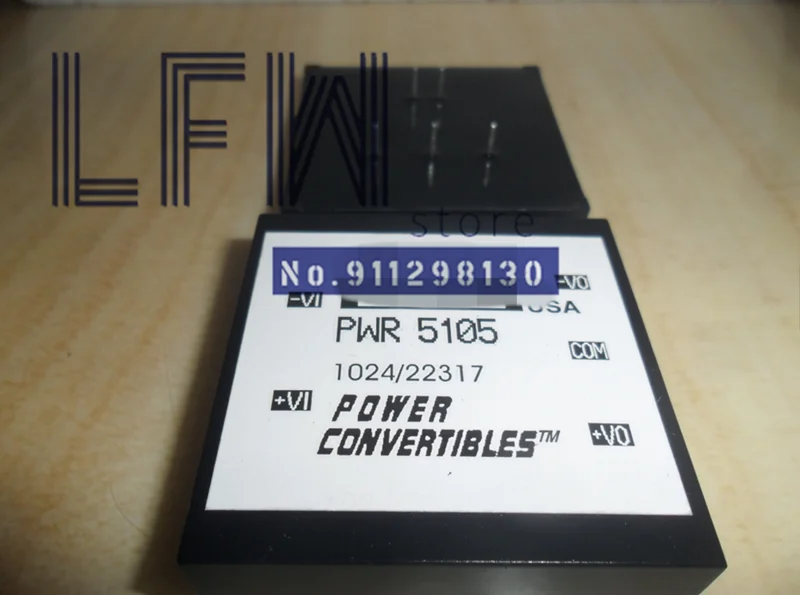 LFW
store
No.911298130
-VI
-VO
USA
PWR 5105
COM
1024/22317
+VI
POWER
CONVERTIBLES™
+VO